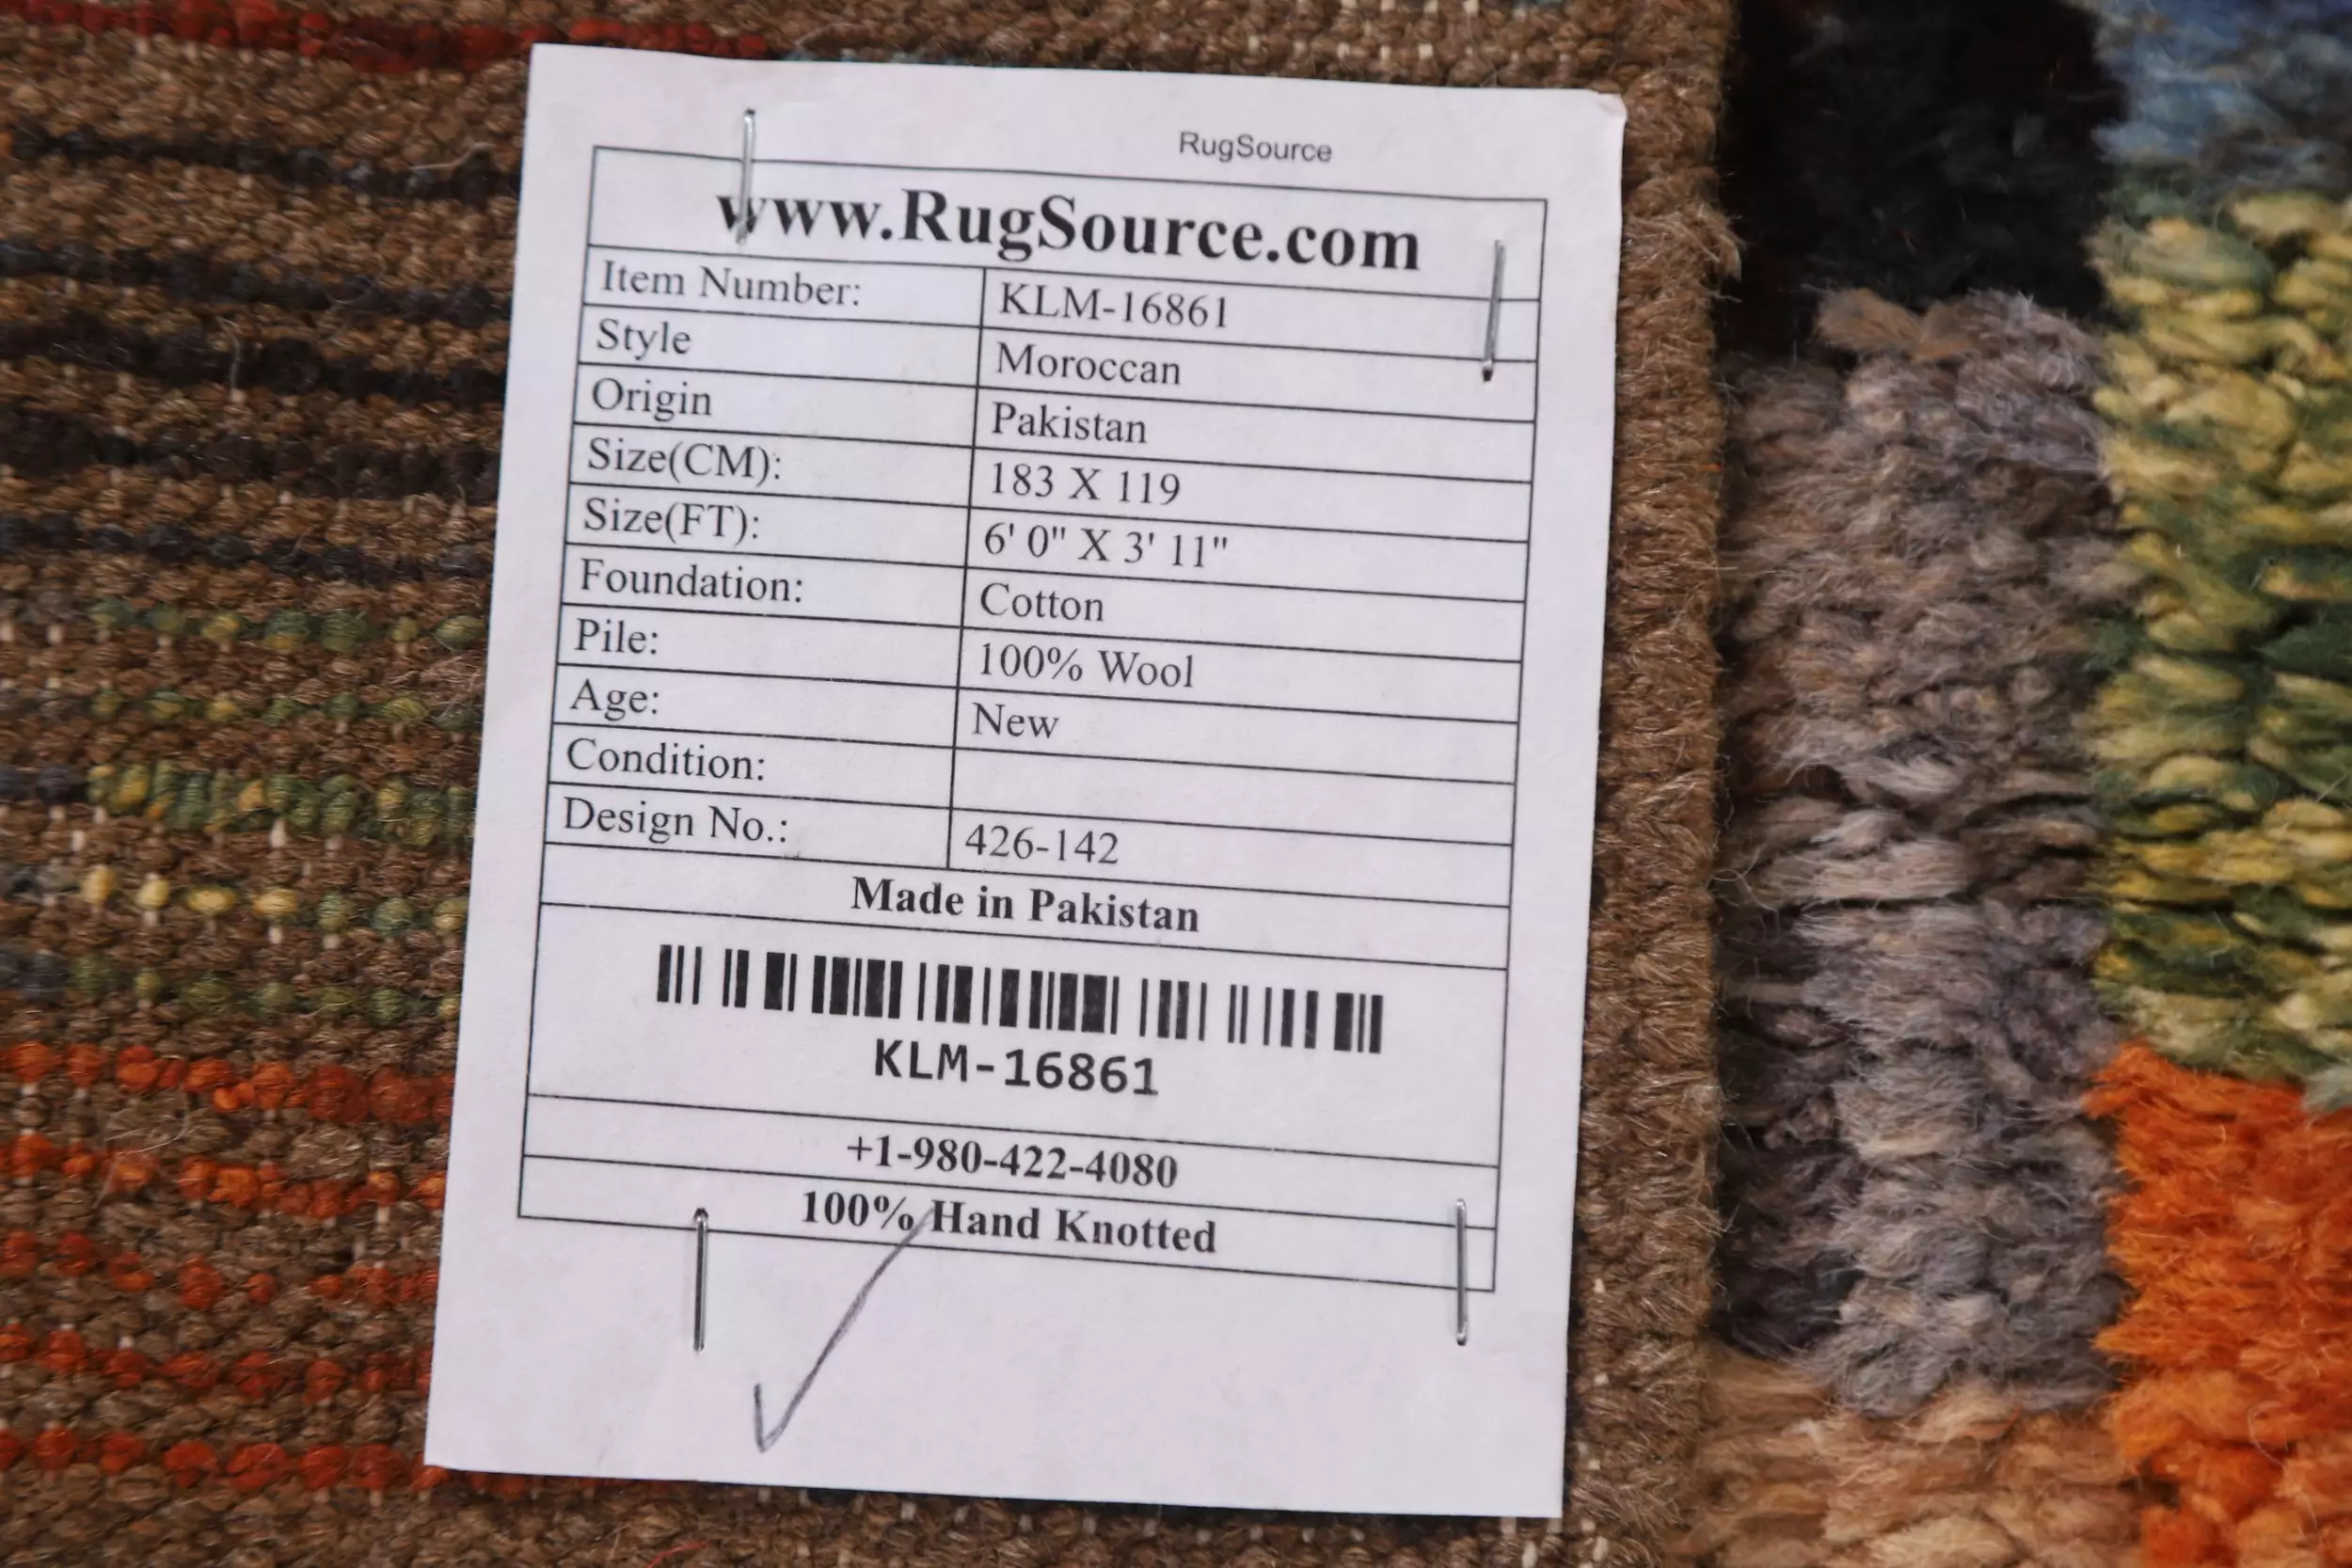 RugSource
www.RugSource.com
Item Number: KLM-16861
Style Moroccan
Origin Pakistan
Size(CM): 183 X 119
Size(FT): 6' 0" X 3' 11"
Foundation: Cotton
Pile: 100% Wool
Age: New
Condition:
Design No.: 426-142
Made in Pakistan
KLM-16861
+1-980-422-4080
100% Hand Knotted